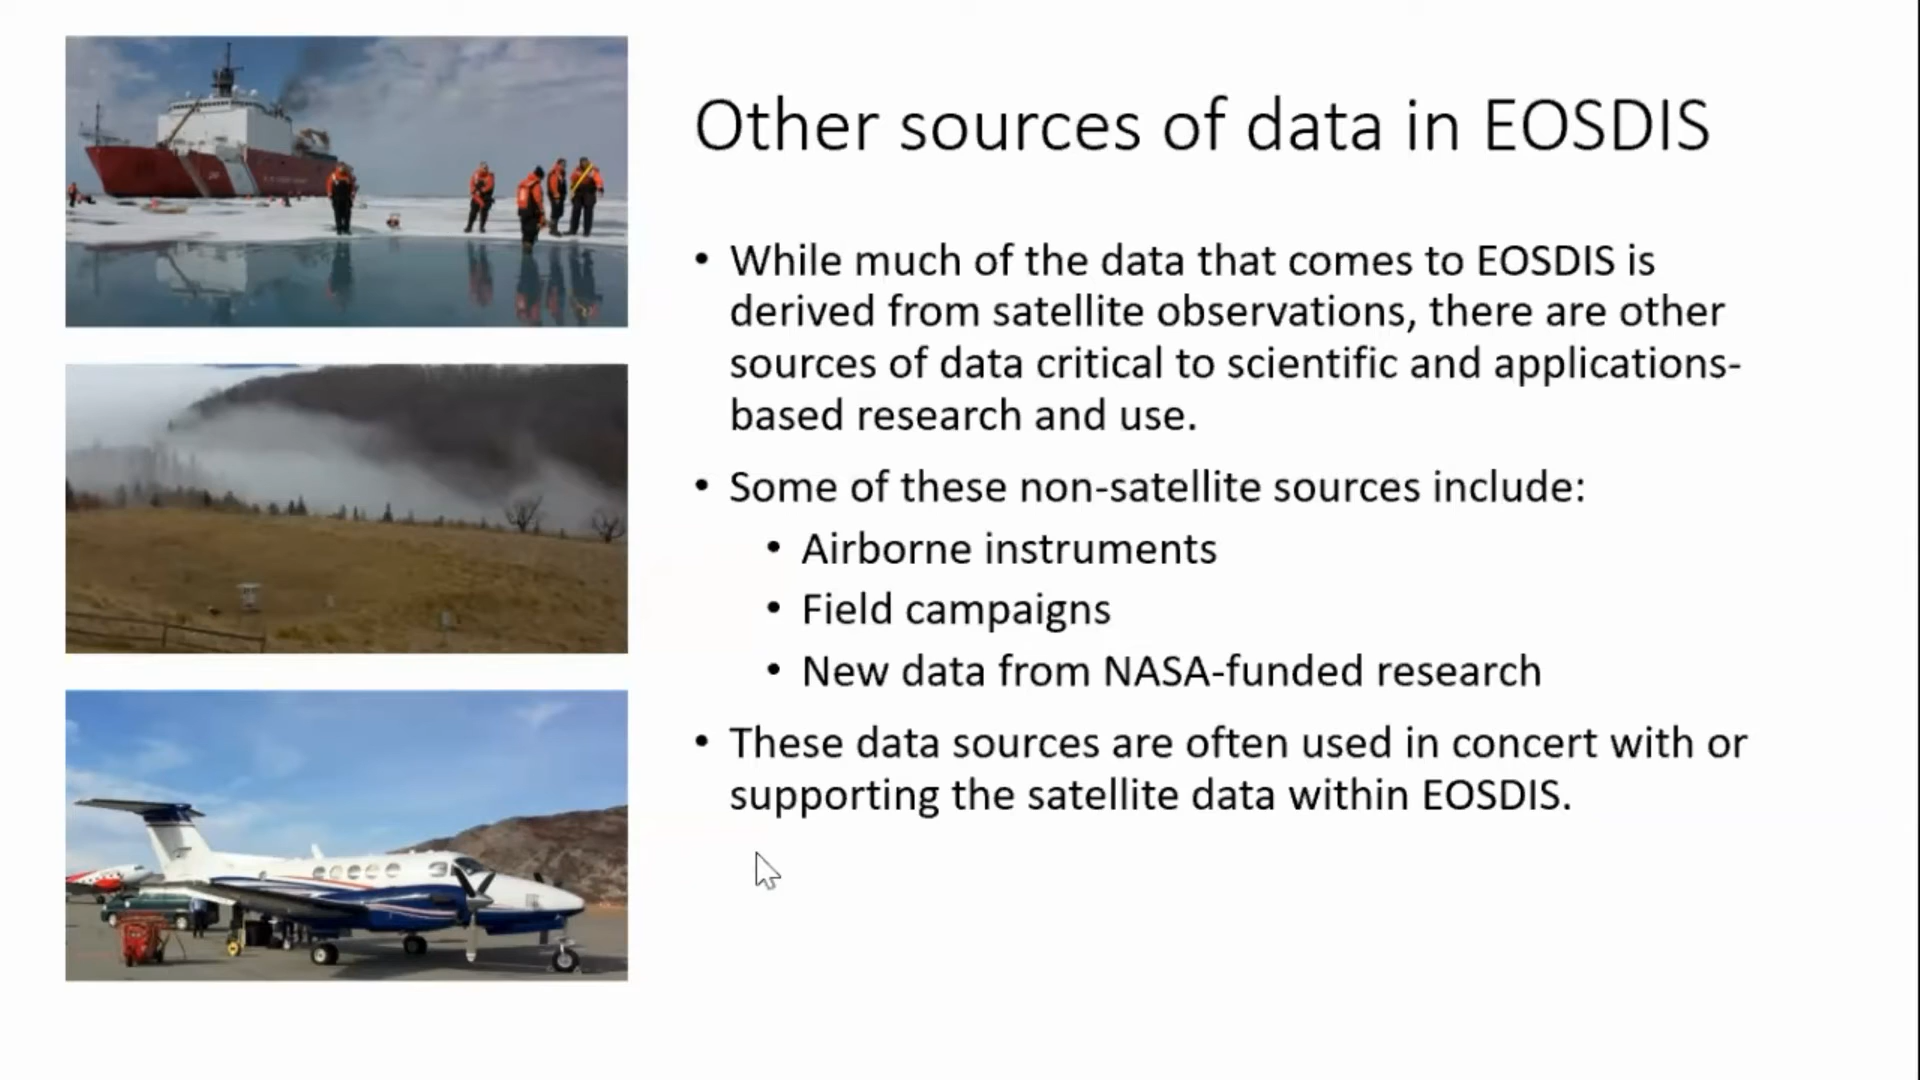 Other sources of data in EOSDIS
• While much of the data that comes to EOSDIS is
derived from satellite observations, there are other
sources of data critical to scientific and applications-
based research and use.
• Some of these non-satellite sources include:
• Airborne instruments
• Field campaigns
• New data from NASA-funded research
• These data sources are often used in concert with or
supporting the satellite data within EOSDIS.